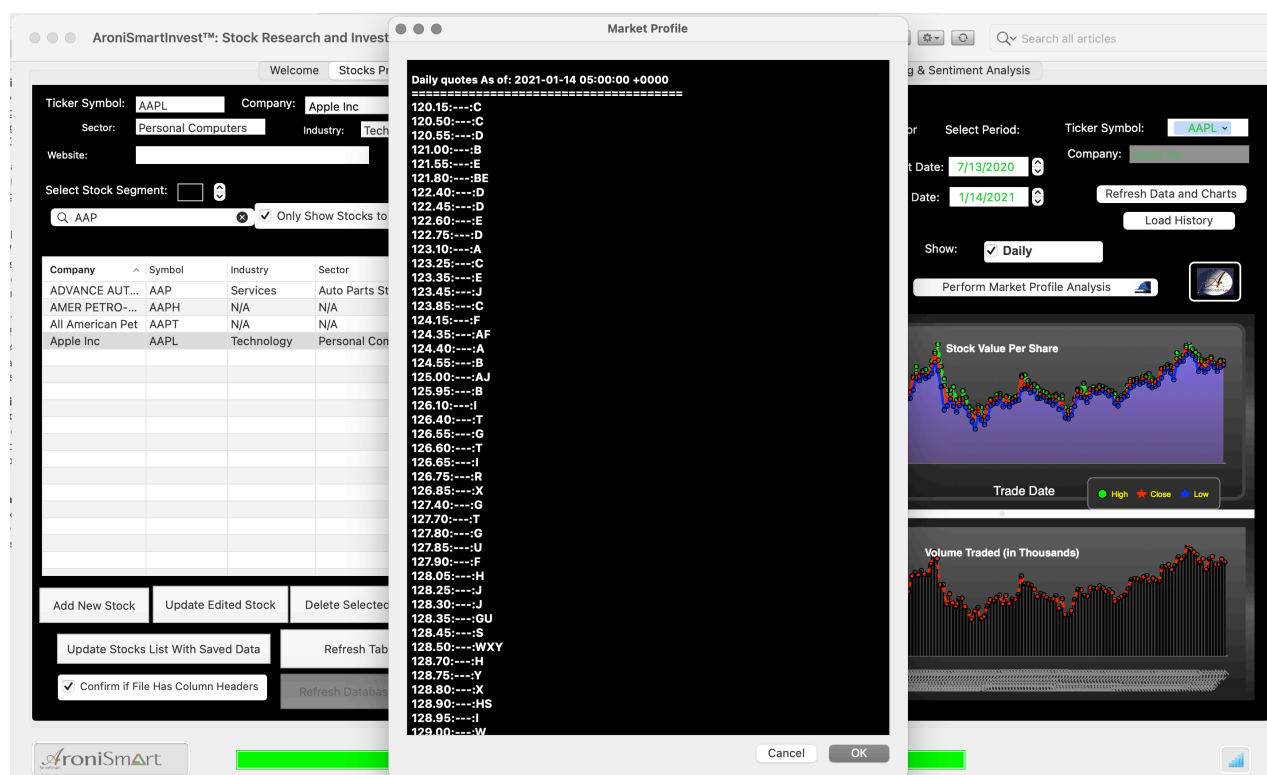 AroniSmartInvest™: Stock Research and Invest
Market Profile
Search all articles
Welcome
Stocks Pr
g & Sentiment Analysis
Ticker Symbol:
AAPL
Company:
Apple Inc
Sector:
Personal Computers
Industry:
Tech
Website:
Select Stock Segment:
AAP
Only Show Stocks to
Company
Symbol
Industry
Sector
ADVANCE AUT... AAP Services Auto Parts St
AMER PETRO-... AAPH N/A N/A
All American Pet AAPT N/A N/A
Apple Inc AAPL Technology Personal Con
Add New Stock
Update Edited Stock
Delete Selected
Update Stocks List With Saved Data
Refresh Tab
Confirm if File Has Column Headers
Refresh Databas
AroniSmart
Daily quotes As of: 2021-01-14 05:00:00 +0000
=====================================
120.15:---:C
120.50:---:C
120.55:---:D
121.00:---:B
121.55:---:E
121.80:---:BE
122.40:---:D
122.45:---:D
122.60:---:E
122.75:---:D
123.10:---:A
123.25:---:C
123.35:---:E
123.45:---:J
123.85:---:C
124.15:---:F
124.35:---:AF
124.40:---:A
124.55:---:B
125.00:---:AJ
125.95:---:B
126.10:---:I
126.40:---:T
126.55:---:G
126.60:---:T
126.65:---:I
126.75:---:R
126.85:---:X
127.40:---:G
127.70:---:T
127.80:---:G
127.85:---:U
127.90:---:F
128.05:---:H
128.25:---:J
128.30:---:J
128.35:---:GU
128.45:---:S
128.50:---:WXY
128.70:---:H
128.75:---:Y
128.80:---:X
128.90:---:HS
128.95:---:I
129.00:---:W
Cancel
OK
or
Select Period:
Ticker Symbol:
AAPL
t Date:
7/13/2020
Company:
Date:
1/14/2021
Refresh Data and Charts
Load History
Show:
Daily
Perform Market Profile Analysis
Stock Value Per Share
Trade Date
High
Close
Low
Volume Traded (in Thousands)